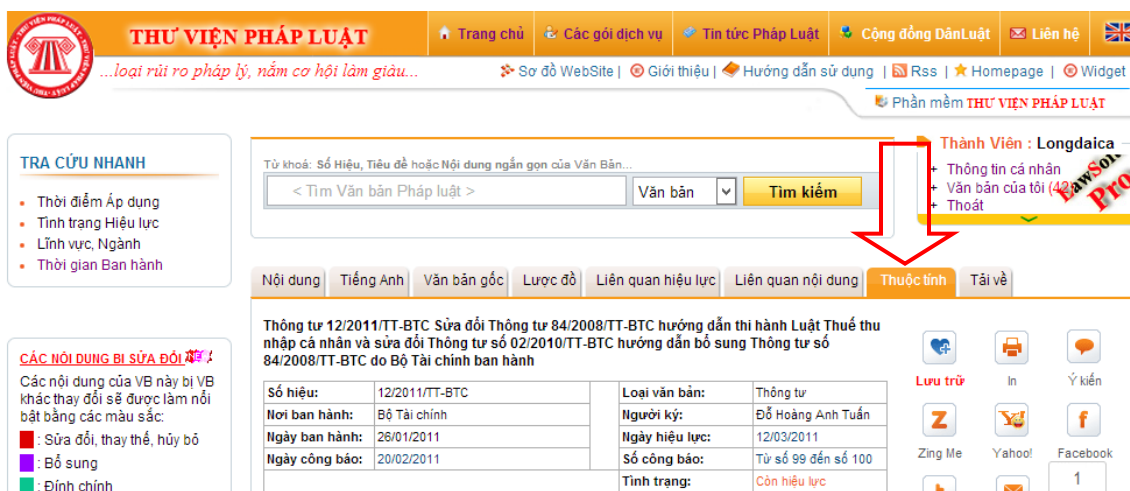 THƯ VIỆN PHÁP LUẬT
Trang chủ
Các gói dịch vụ
Tin tức Pháp Luật
Cộng đồng DânLuật
Liên hệ
...loại rủi ro pháp lý, nắm cơ hội làm giàu...
Sơ đồ WebSite | Giới thiệu | Hướng dẫn sử dụng | Rss | Homepage | Widget
Phần mềm THƯ VIỆN PHÁP LUẬT
TRA CỨU NHANH
Thời điểm Áp dụng
Tình trạng Hiệu lực
Lĩnh vực, Ngành
Thời gian Ban hành
Từ khoá: Số Hiệu, Tiêu đề hoặc Nội dung ngắn gọn của Văn Bản...
< Tìm Văn bản Pháp luật >
Văn bản
Tìm kiếm
Thành Viên : Longdaica
+ Thông tin cá nhân
+ Văn bản của tôi (42)
+ Thoát
LawSoft
Pro
Nội dung
Tiếng Anh
Văn bản gốc
Lược đồ
Liên quan hiệu lực
Liên quan nội dung
Thuộc tính
Tải về
Thông tư 12/2011/TT-BTC Sửa đổi Thông tư 84/2008/TT-BTC hướng dẫn thi hành Luật Thuế thu
nhập cá nhân và sửa đổi Thông tư số 02/2010/TT-BTC hướng dẫn bổ sung Thông tư số
84/2008/TT-BTC do Bộ Tài chính ban hành
Số hiệu: 12/2011/TT-BTC Loại văn bản: Thông tư
Nơi ban hành: Bộ Tài chính Người ký: Đỗ Hoàng Anh Tuấn
Ngày ban hành: 26/01/2011 Ngày hiệu lực: 12/03/2011
Ngày công báo: 20/02/2011 Số công báo: Từ số 99 đến số 100
Tình trạng: Còn hiệu lực
CÁC NỘI DUNG BỊ SỬA ĐỔI
Các nội dung của VB này bị VB
khác thay đổi sẽ được làm nổi
bật bằng các màu sắc:
: Sửa đổi, thay thế, hủy bỏ
: Bổ sung
: Đính chính
Lưu trữ
In
Ý kiến
Zing Me
Yahoo!
Facebook
1